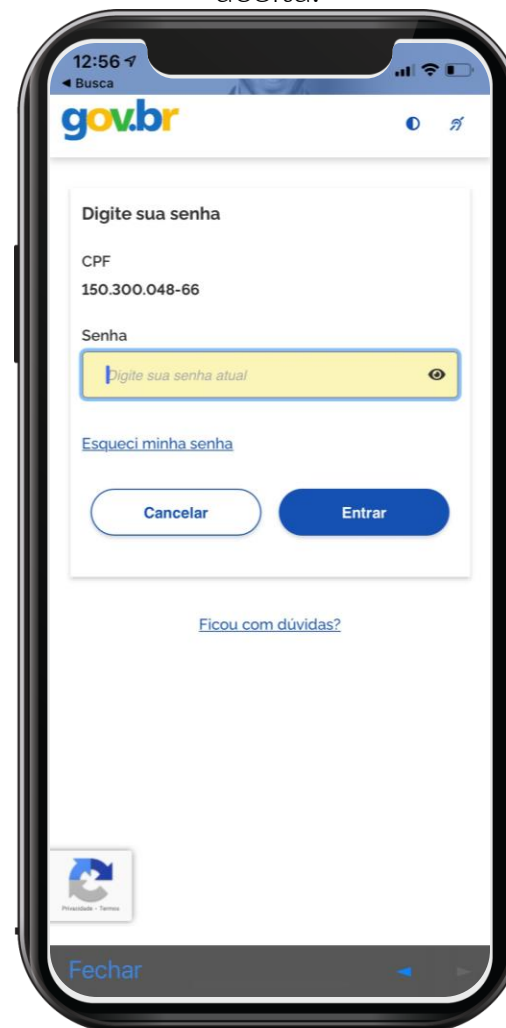 12:56
Busca
gov.br
Digite sua senha
CPF
150.300.048-66
Senha
Digite sua senha atual
Esqueci minha senha
Cancelar Entrar
Ficou com dúvidas?
Privacidade - Termos
Fechar